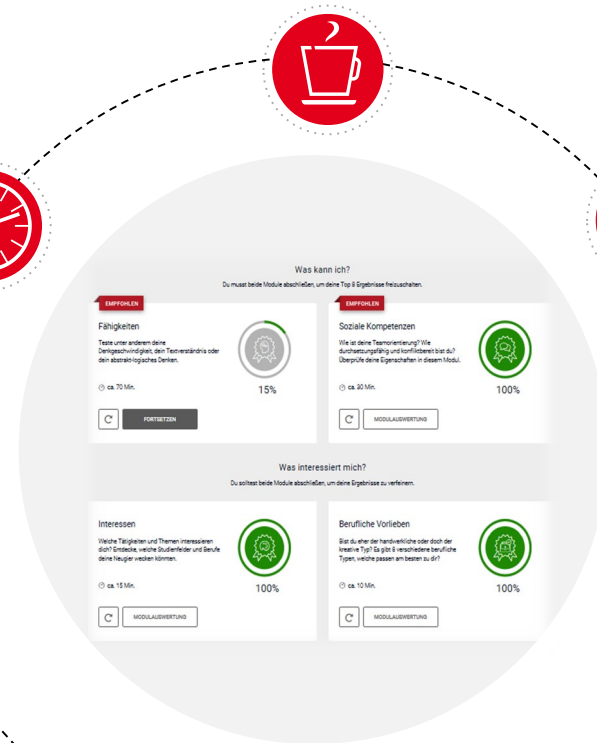 Was kann ich?
Du musst beide Module abschließen, um deine Top 8 Ergebnisse freizuschalten.
EMPFOHLEN
Fähigkeiten
Teste unter anderem deine
Denkgeschwindigkeit, dein Textverständnis oder
dein abstrakt-logisches Denken.
ca. 70 Min.
15%
FORTSETZEN
EMPFOHLEN
Soziale Kompetenzen
Wie ist deine Teamorientierung? Wie
durchsetzungsfähig und konfliktbereit bist du?
Überprüfe deine Eigenschaften in diesem Modul.
ca. 30 Min.
100%
MODULAUSWERTUNG
Was interessiert mich?
Du solltest beide Module abschließen, um deine Ergebnisse zu verfeinern.
Interessen
Welche Tätigkeiten und Themen interessieren
dich? Entdecke, welche Studienfelder und Berufe
deine Neugier wecken könnten.
ca. 15 Min.
100%
MODULAUSWERTUNG
Berufliche Vorlieben
Bist du eher der handwerkliche oder doch der
kreative Typ? Es gibt 8 verschiedene berufliche
Typen, welche passen am besten zu dir?
ca. 10 Min.
100%
MODULAUSWERTUNG